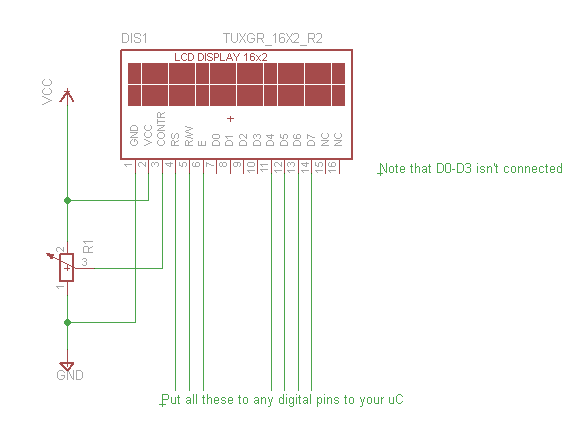 DIS1 TUXGR_16X2_R2
LCD DISPLAY 16x2
VCC
GND
VCC
CONTR
RS
R/W
E
D0
D1
D2
D3
D4
D5
D6
D7
NC
NC
1 2 3 4 5 6 7 8 9 10 11 12 13 14 15 16
Note that D0-D3 isn't connected
2
R1
3
1
GND
Put all these to any digital pins to your uC